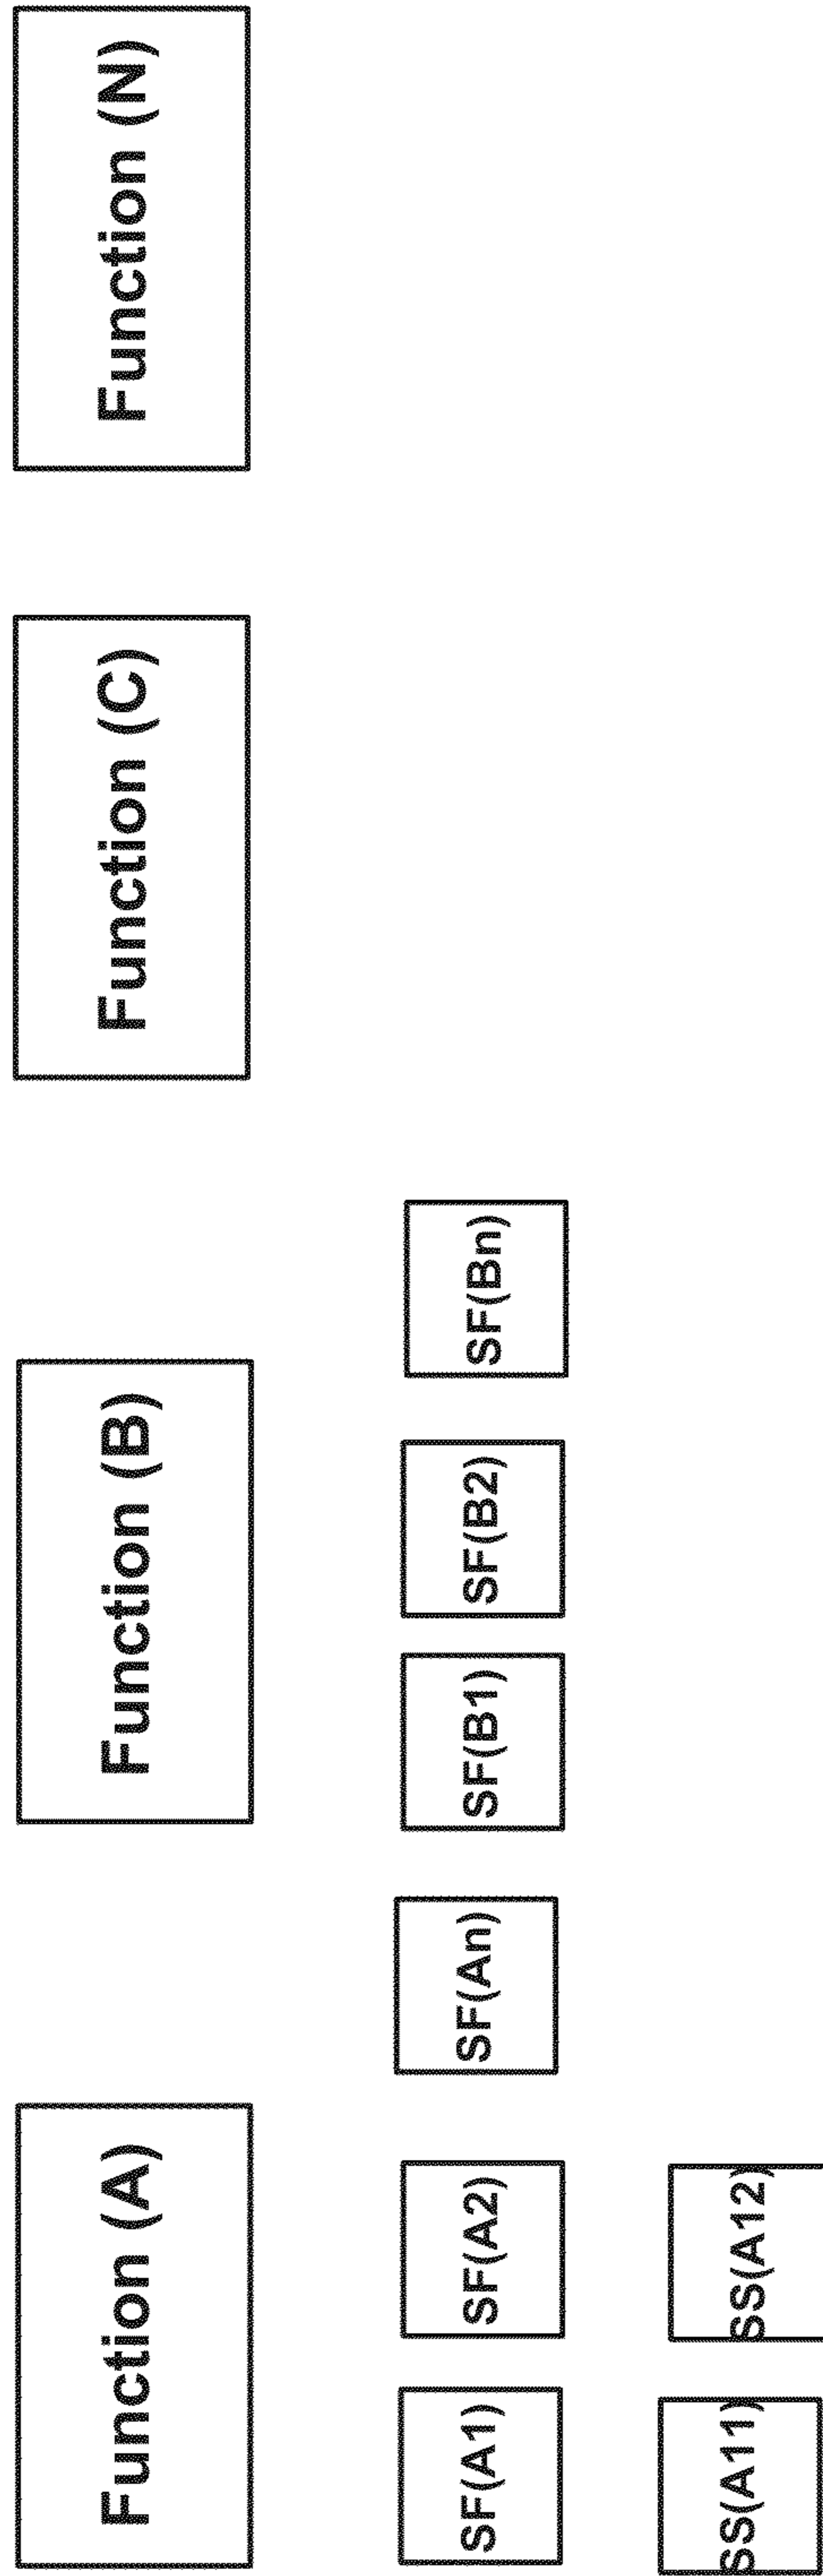 Function (A)
Function (B)
Function (C)
Function (N)
SF(A1)
SF(A2)
SF(An)
SF(B1)
SF(B2)
SF(Bn)
SS(A11)
SS(A12)